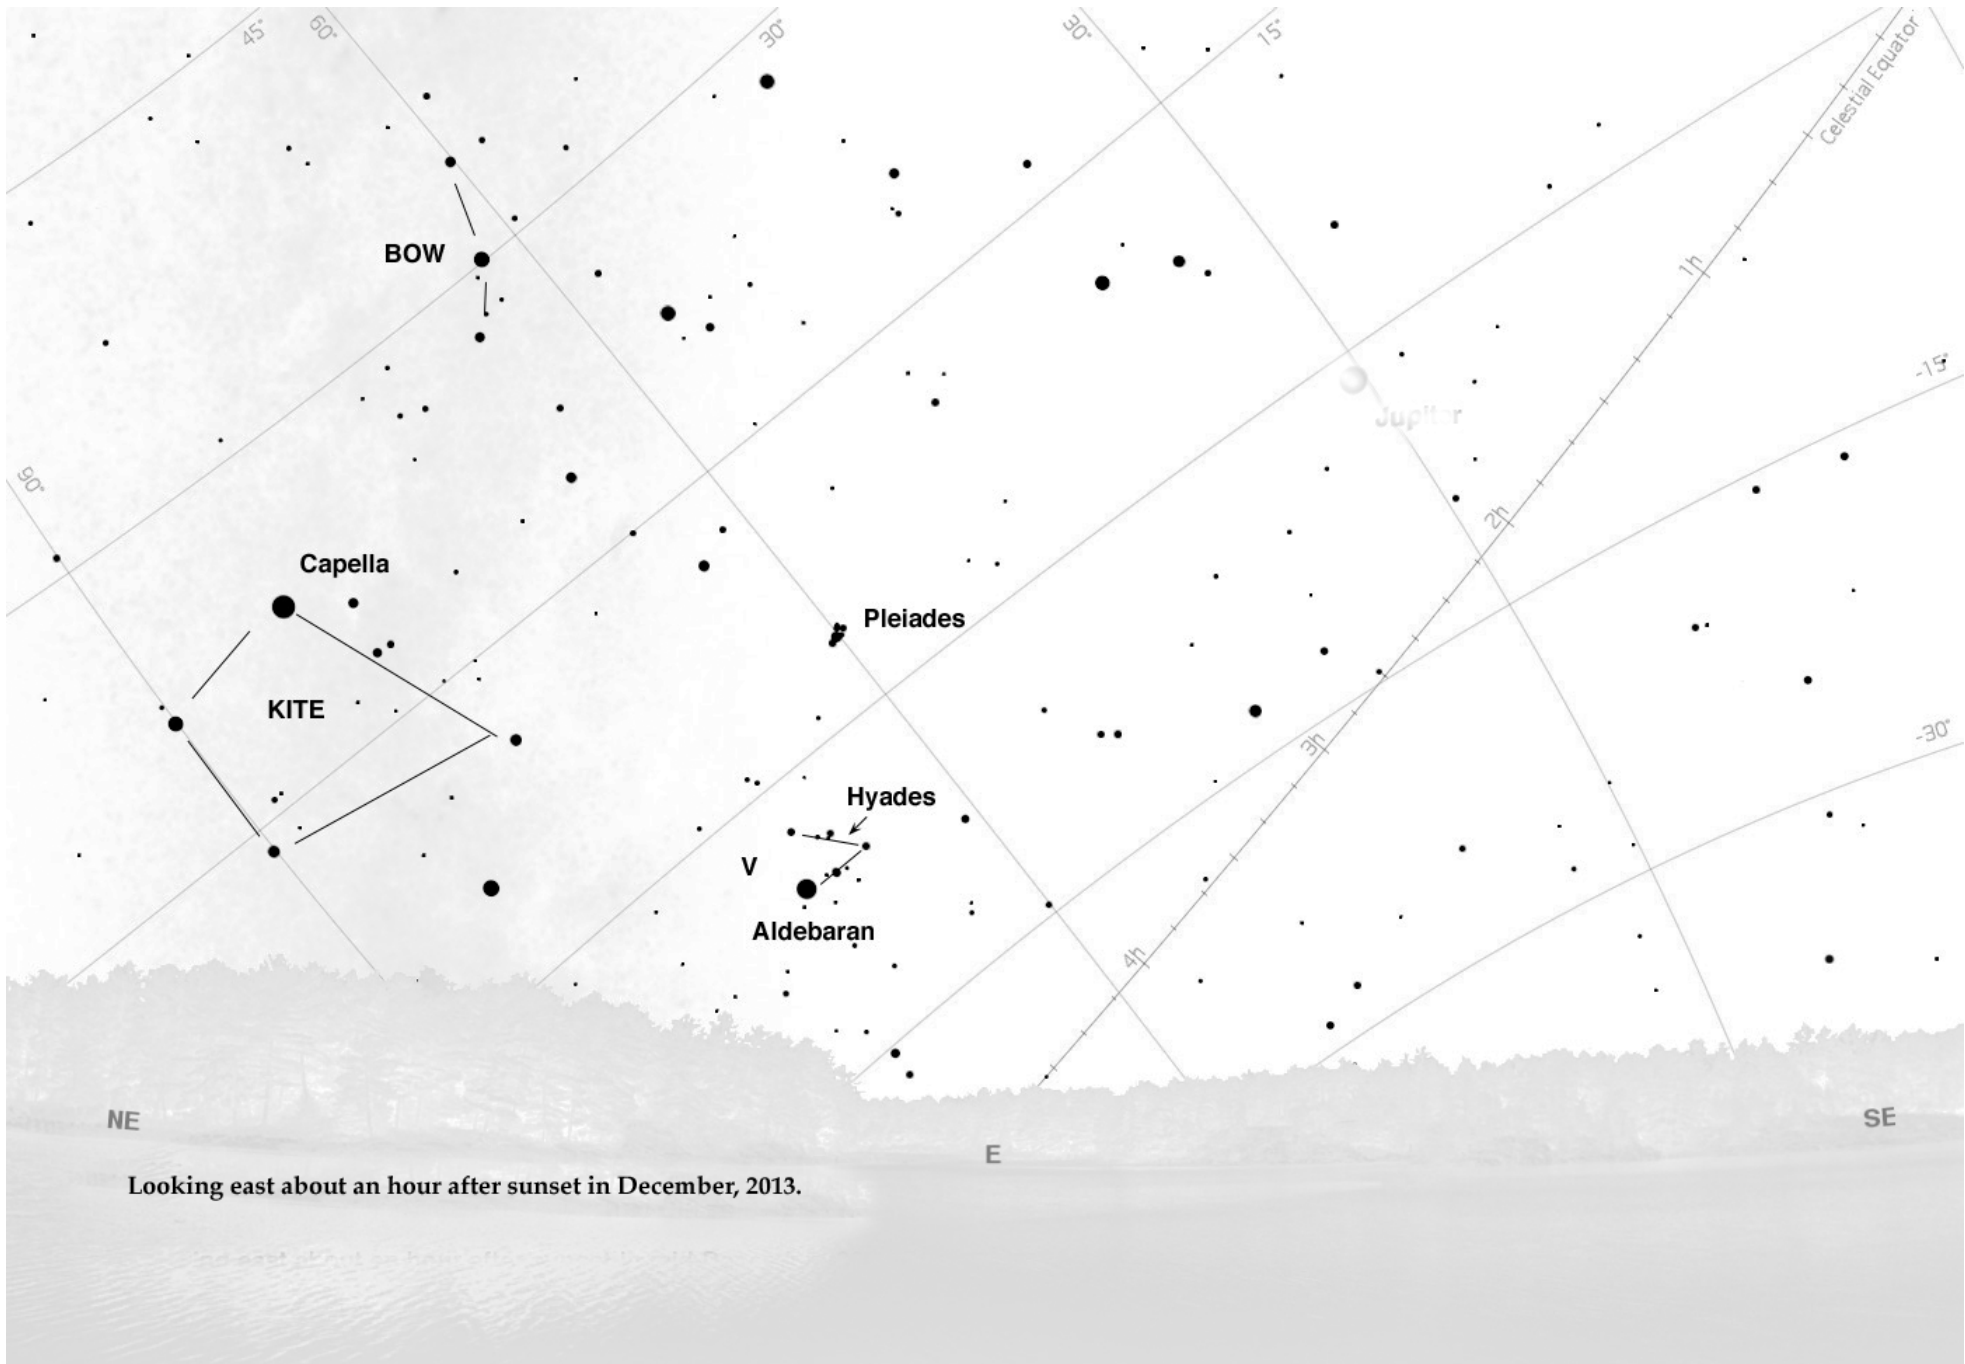 45°
60°
30°
30°
15°
Celestial Equator
BOW
1h
-15°
Jupiter
90°
2h
Capella
Pleiades
KITE
3h
-30°
Hyades
V
Aldebaran
4h
NE
E
SE
Looking east about an hour after sunset in December, 2013.